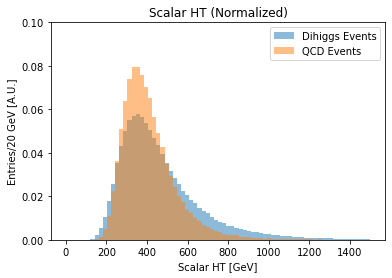 Scalar HT (Normalized)
Dihiggs Events
QCD Events
Entries/20 GeV [A.U.]
0.10
0.08
0.06
0.04
0.02
0.00
0 200 400 600 800 1000 1200 1400
Scalar HT [GeV]